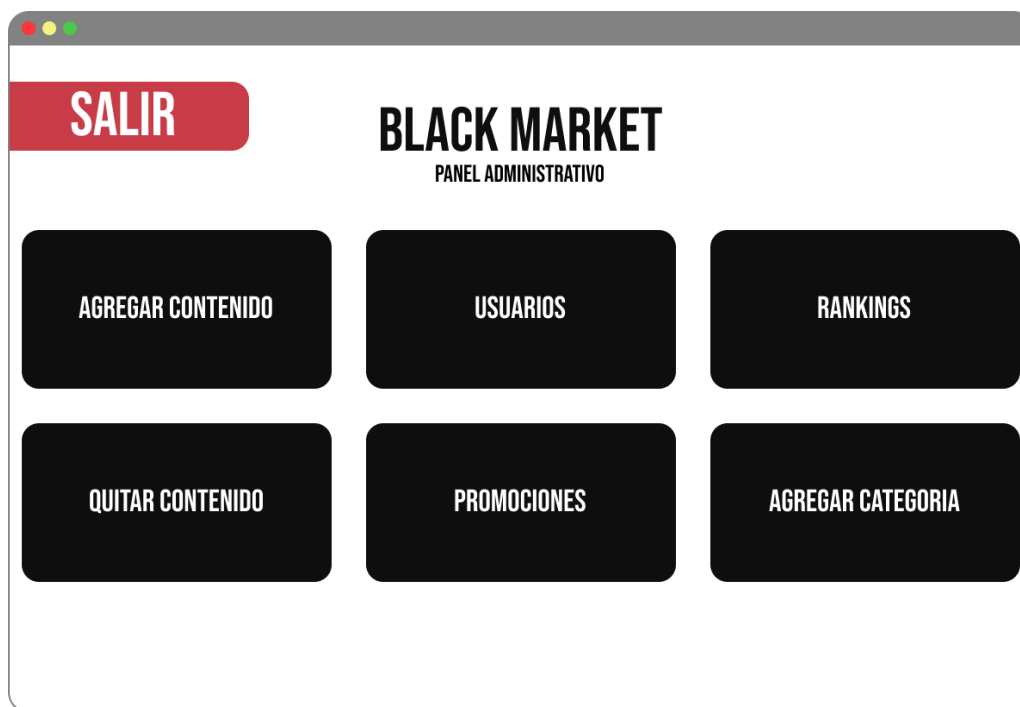 SALIR
BLACK MARKET
PANEL ADMINISTRATIVO
AGREGAR CONTENIDO
USUARIOS
RANKINGS
QUITAR CONTENIDO
PROMOCIONES
AGREGAR CATEGORIA